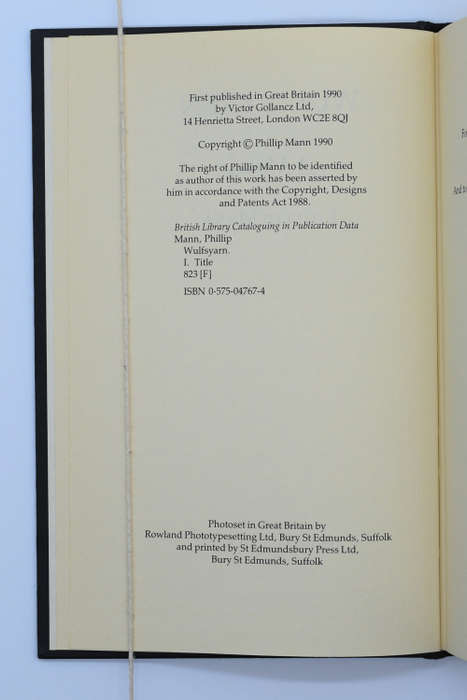 First published in Great Britain 1990
by Victor Gollancz Ltd,
14 Henrietta Street, London WC2E 8QJ
Copyright © Phillip Mann 1990
The right of Phillip Mann to be identified
as author of this work has been asserted by
him in accordance with the Copyright, Designs
and Patents Act 1988.
British Library Cataloguing in Publication Data
Mann, Phillip
Wulfsyarn.
I. Title
823 [F]
ISBN 0-575-04767-4
Photoset in Great Britain by
Rowland Phototypesetting Ltd, Bury St Edmunds, Suffolk
and printed by St Edmundsbury Press Ltd,
Bury St Edmunds, Suffolk